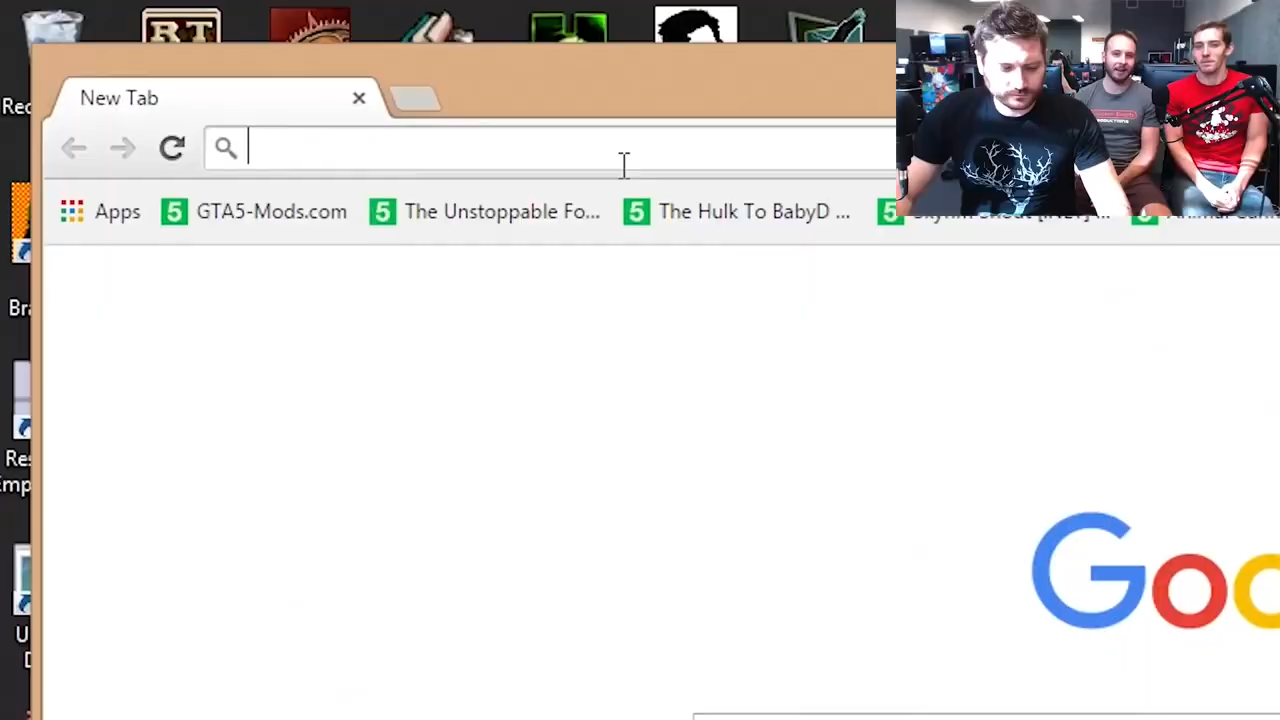 RT
New Tab
Apps
GTA5-Mods.com
The Unstoppable Fo...
The Hulk To BabyD ...
Goo